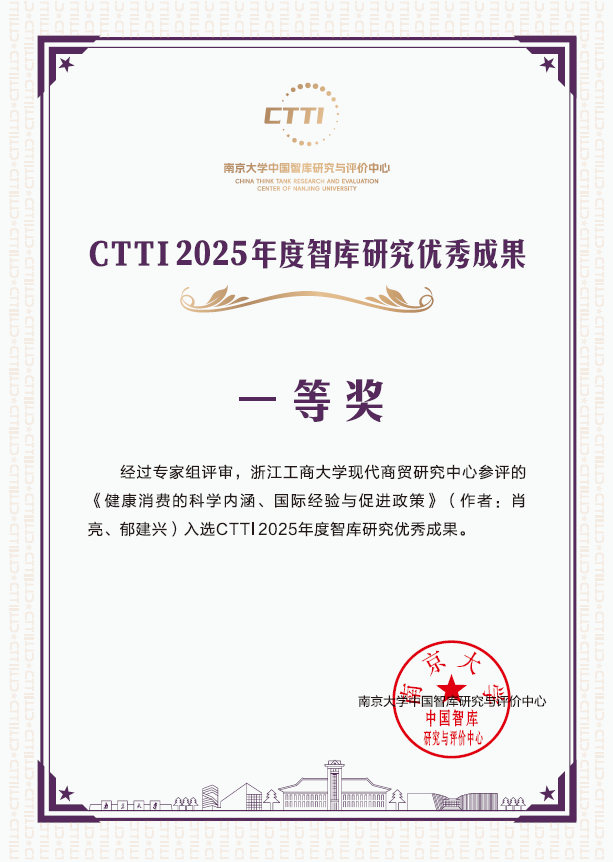 CTTI
南京大学中国智库研究与评价中心
CHINA THINK TANK RESEARCH AND EVALUATION
CENTER OF NANJING UNIVERSITY
CTTI 2025年度智库研究优秀成果
一等奖
经过专家组评审，浙江工商大学现代商贸研究中心参评的
《健康消费的科学内涵、国际经验与促进政策》（作者：肖
亮、郁建兴）入选CTTI 2025年度智库研究优秀成果。
南京大学
南京大学中国智库研究与评价中心
中国智库
研究与评价中心